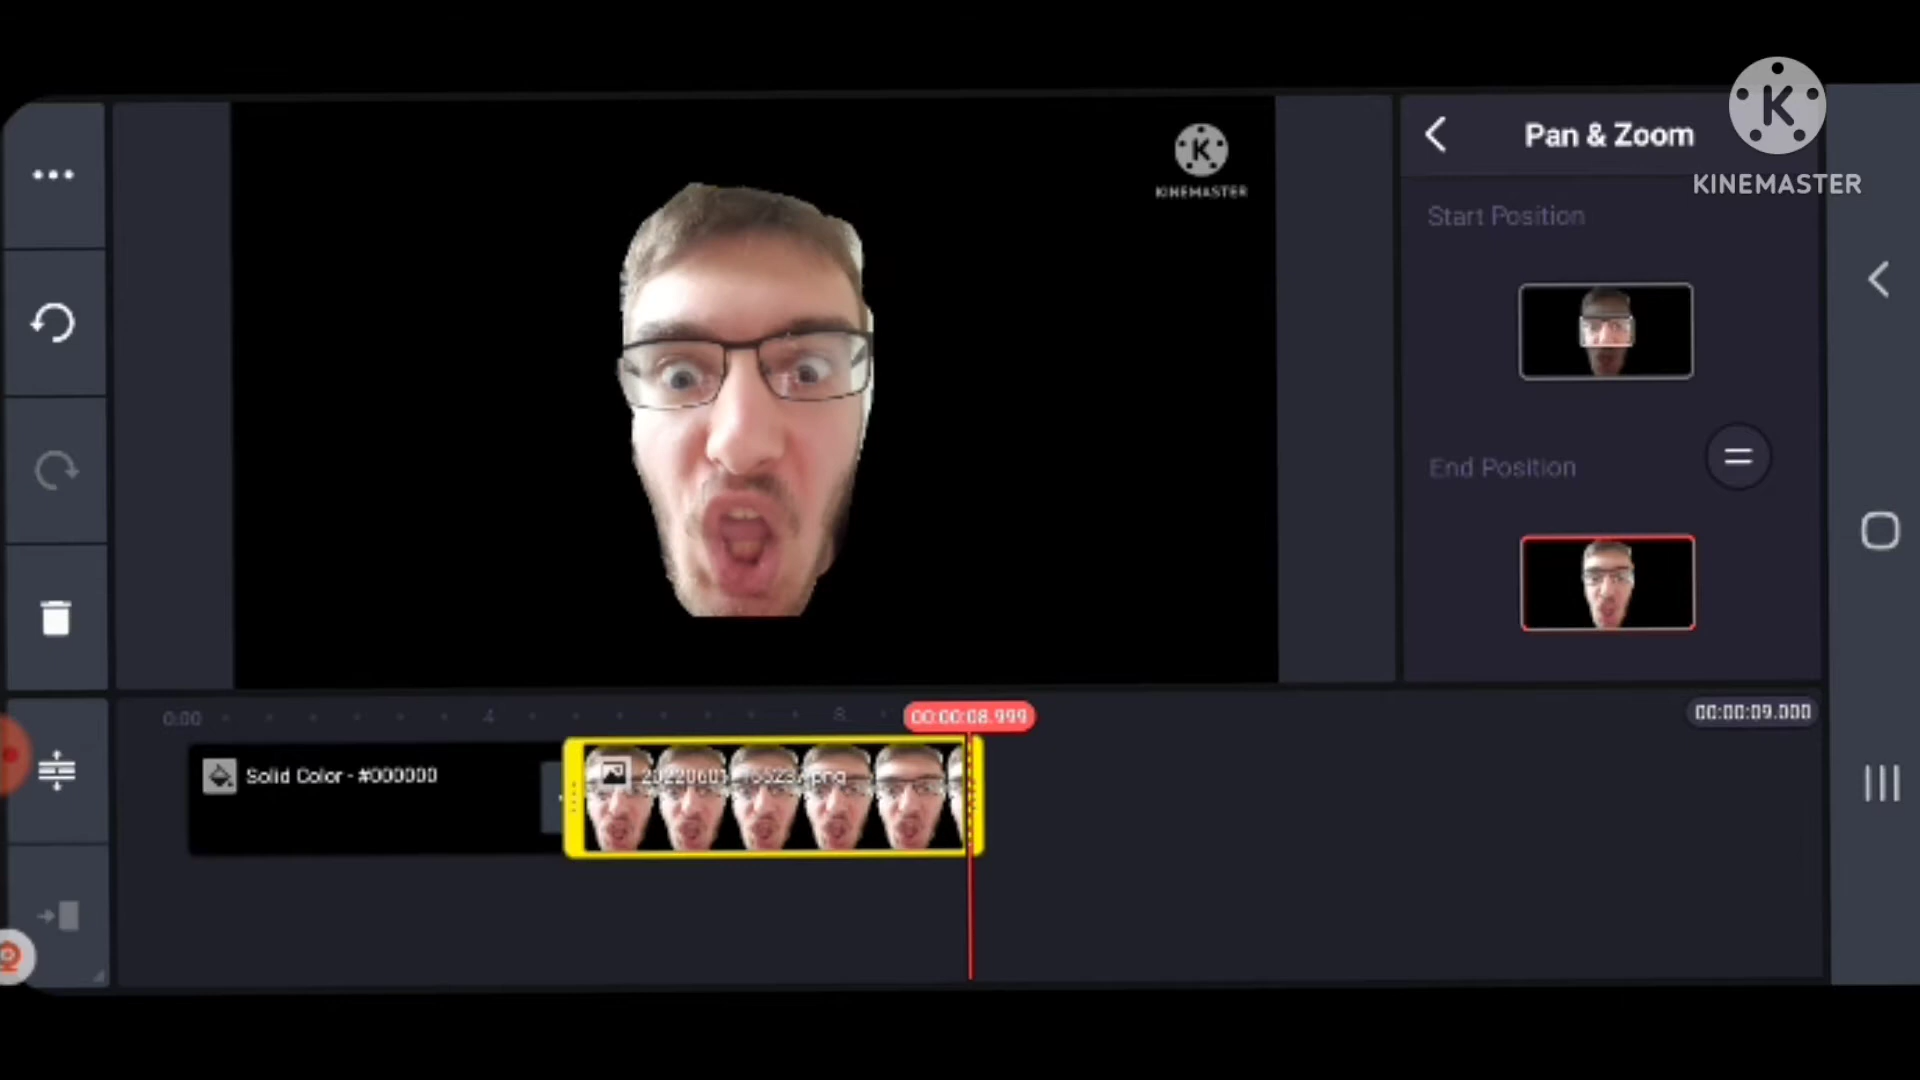 Pan & Zoom
KINEMASTER
KINEMASTER
Start Position
End Position
0:00
4
8
00:00:08.999
00:00:09.000
Solid Color - #000000